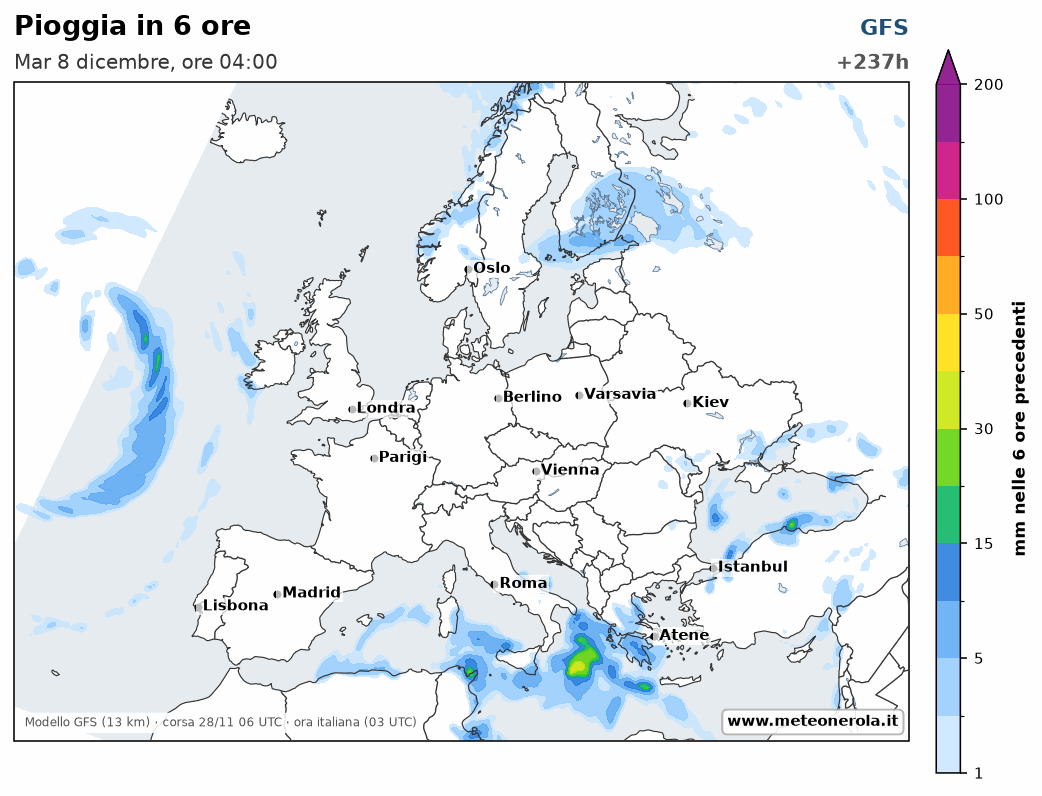 Pioggia in 6 ore
GFS
Mar 8 dicembre, ore 04:00
+237h
200
100
50
30
15
5
1
mm nelle 6 ore precedenti
Oslo
Berlino
Varsavia
Kiev
Londra
Parigi
Vienna
Istanbul
Roma
Madrid
Lisbona
Atene
Modello GFS (13 km) · corsa 28/11 06 UTC · ora italiana (03 UTC)
www.meteonerola.it